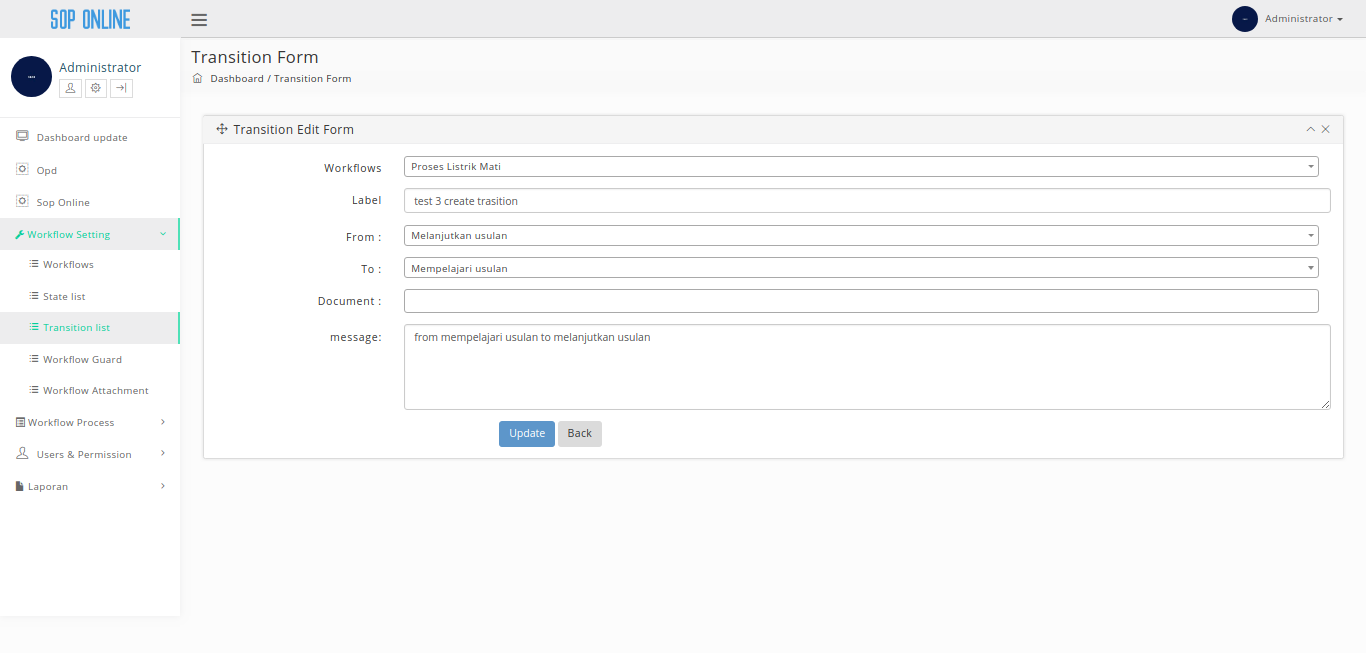 SOP ONLINE
Administrator
Administrator
Transition Form
Dashboard / Transition Form
Dashboard update
Opd
Sop Online
Workflow Setting
Workflows
State list
Transition list
Workflow Guard
Workflow Attachment
Workflow Process
Users & Permission
Laporan
Transition Edit Form
Workflows
Proses Listrik Mati
Label
test 3 create trasition
From :
Melanjutkan usulan
To :
Mempelajari usulan
Document :
message:
from mempelajari usulan to melanjutkan usulan
Update Back